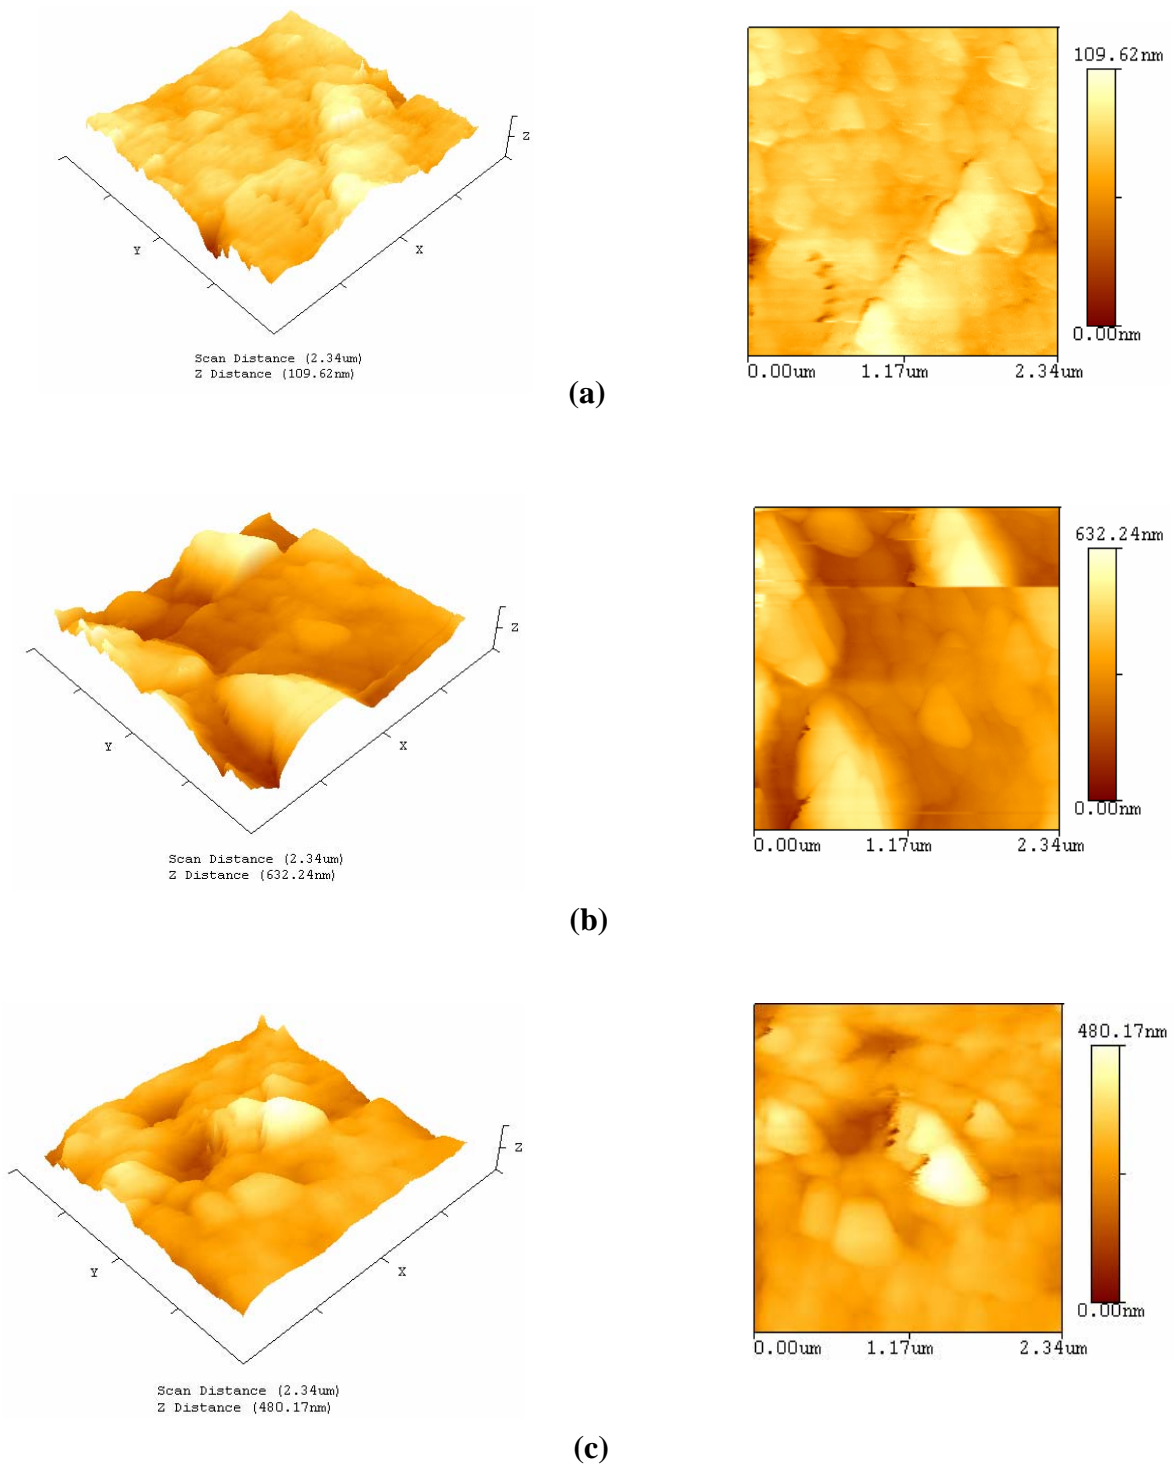 Z
Y
X
Scan Distance (2.34um)
Z Distance (109.62nm)
109.62nm
0.00nm
0.00um 1.17um 2.34um
(a)
Z
Y
X
Scan Distance (2.34um)
Z Distance (632.24nm)
632.24nm
0.00nm
0.00um 1.17um 2.34um
(b)
Z
Y
X
Scan Distance (2.34um)
Z Distance (480.17nm)
480.17nm
0.00nm
0.00um 1.17um 2.34um
(c)